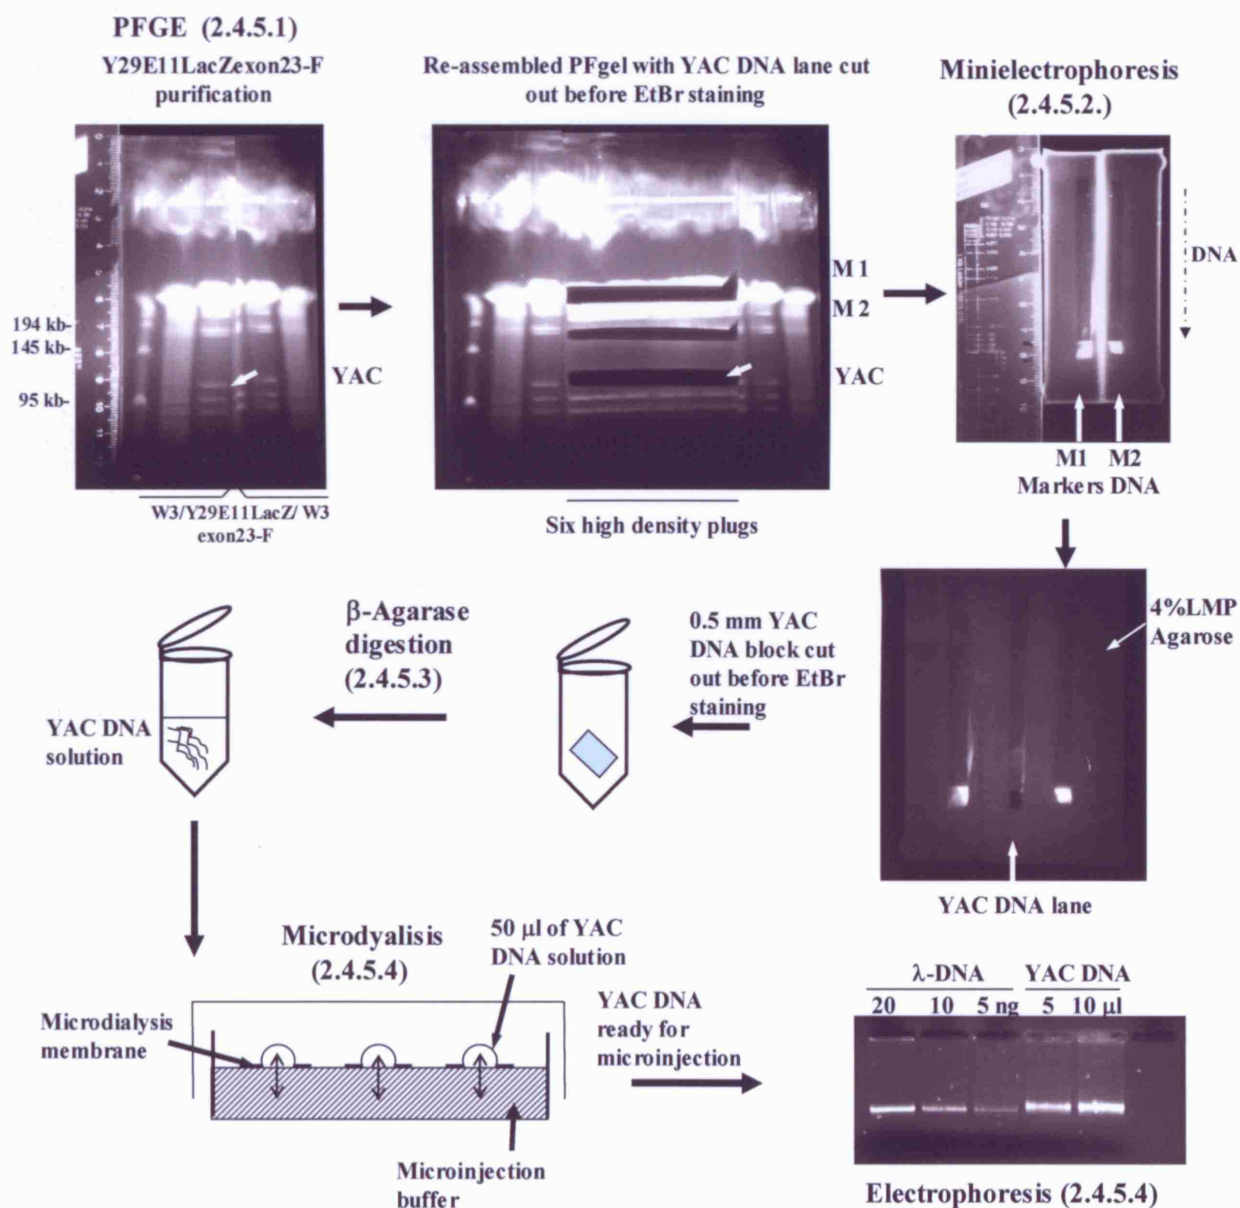 PFGE (2.4.5.1)
Y29E11LacZexon23-F
purification
Re-assembled PFgel with YAC DNA lane cut
out before EtBr staining
Minielectrophoresis
(2.4.5.2.)
194 kb-
145 kb-
95 kb-
YAC
M1
M2
YAC
DNA
M1 M2
Markers DNA
W3/Y29E11LacZ/ W3
exon23-F
Six high density plugs
β-Agarase
digestion
(2.4.5.3)
0.5 mm YAC
DNA block cut
out before EtBr
staining
4%LMP
Agarose
YAC DNA
solution
YAC DNA lane
Microdyalisis
(2.4.5.4)
50 µl of YAC
DNA solution
Microdialysis
membrane
YAC DNA
ready for
microinjection
Microinjection
buffer
λ-DNA YAC DNA
20 10 5 ng 5 10 µl
Electrophoresis (2.4.5.4)